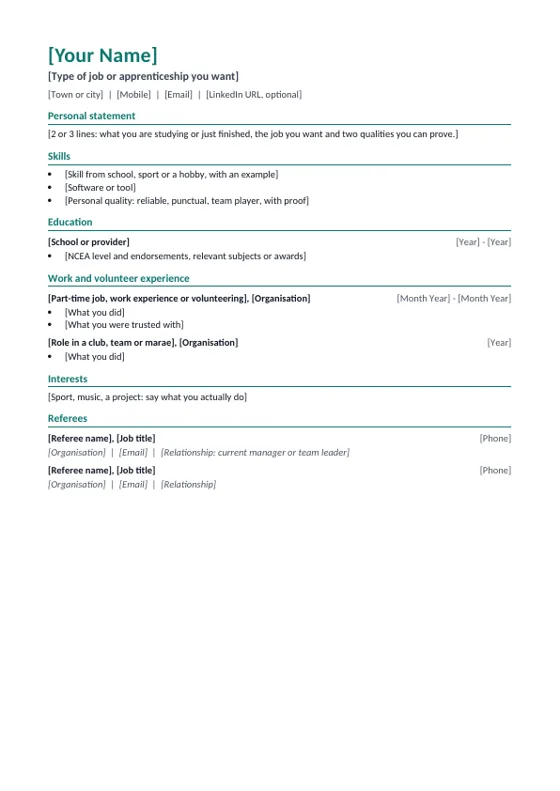 [Your Name]
[Type of job or apprenticeship you want]
[Town or city] | [Mobile] | [Email] | [LinkedIn URL, optional]
Personal statement
[2 or 3 lines: what you are studying or just finished, the job you want and two qualities you can prove.]
Skills
• [Skill from school, sport or a hobby, with an example]
• [Software or tool]
• [Personal quality: reliable, punctual, team player, with proof]
Education
[School or provider] [Year] - [Year]
• [NCEA level and endorsements, relevant subjects or awards]
Work and volunteer experience
[Part-time job, work experience or volunteering], [Organisation] [Month Year] - [Month Year]
• [What you did]
• [What you were trusted with]
[Role in a club, team or marae], [Organisation] [Year]
• [What you did]
Interests
[Sport, music, a project: say what you actually do]
Referees
[Referee name], [Job title] [Phone]
[Organisation] | [Email] | [Relationship: current manager or team leader]
[Referee name], [Job title] [Phone]
[Organisation] | [Email] | [Relationship]